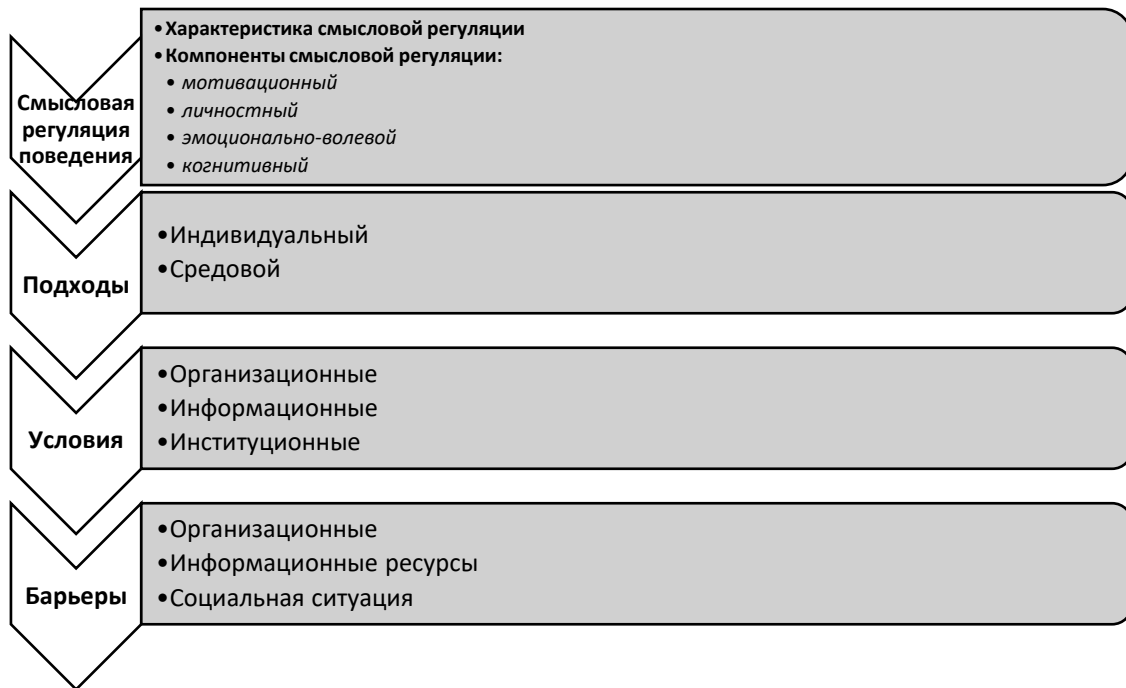 Смысловая
регуляция
поведения
•Характеристика смысловой регуляции
•Компоненты смысловой регуляции:
• мотивационный
• личностный
• эмоционально-волевой
• когнитивный
Подходы
•Индивидуальный
•Средовой
Условия
•Организационные
•Информационные
•Институционные
Барьеры
•Организационные
•Информационные ресурсы
•Социальная ситуация